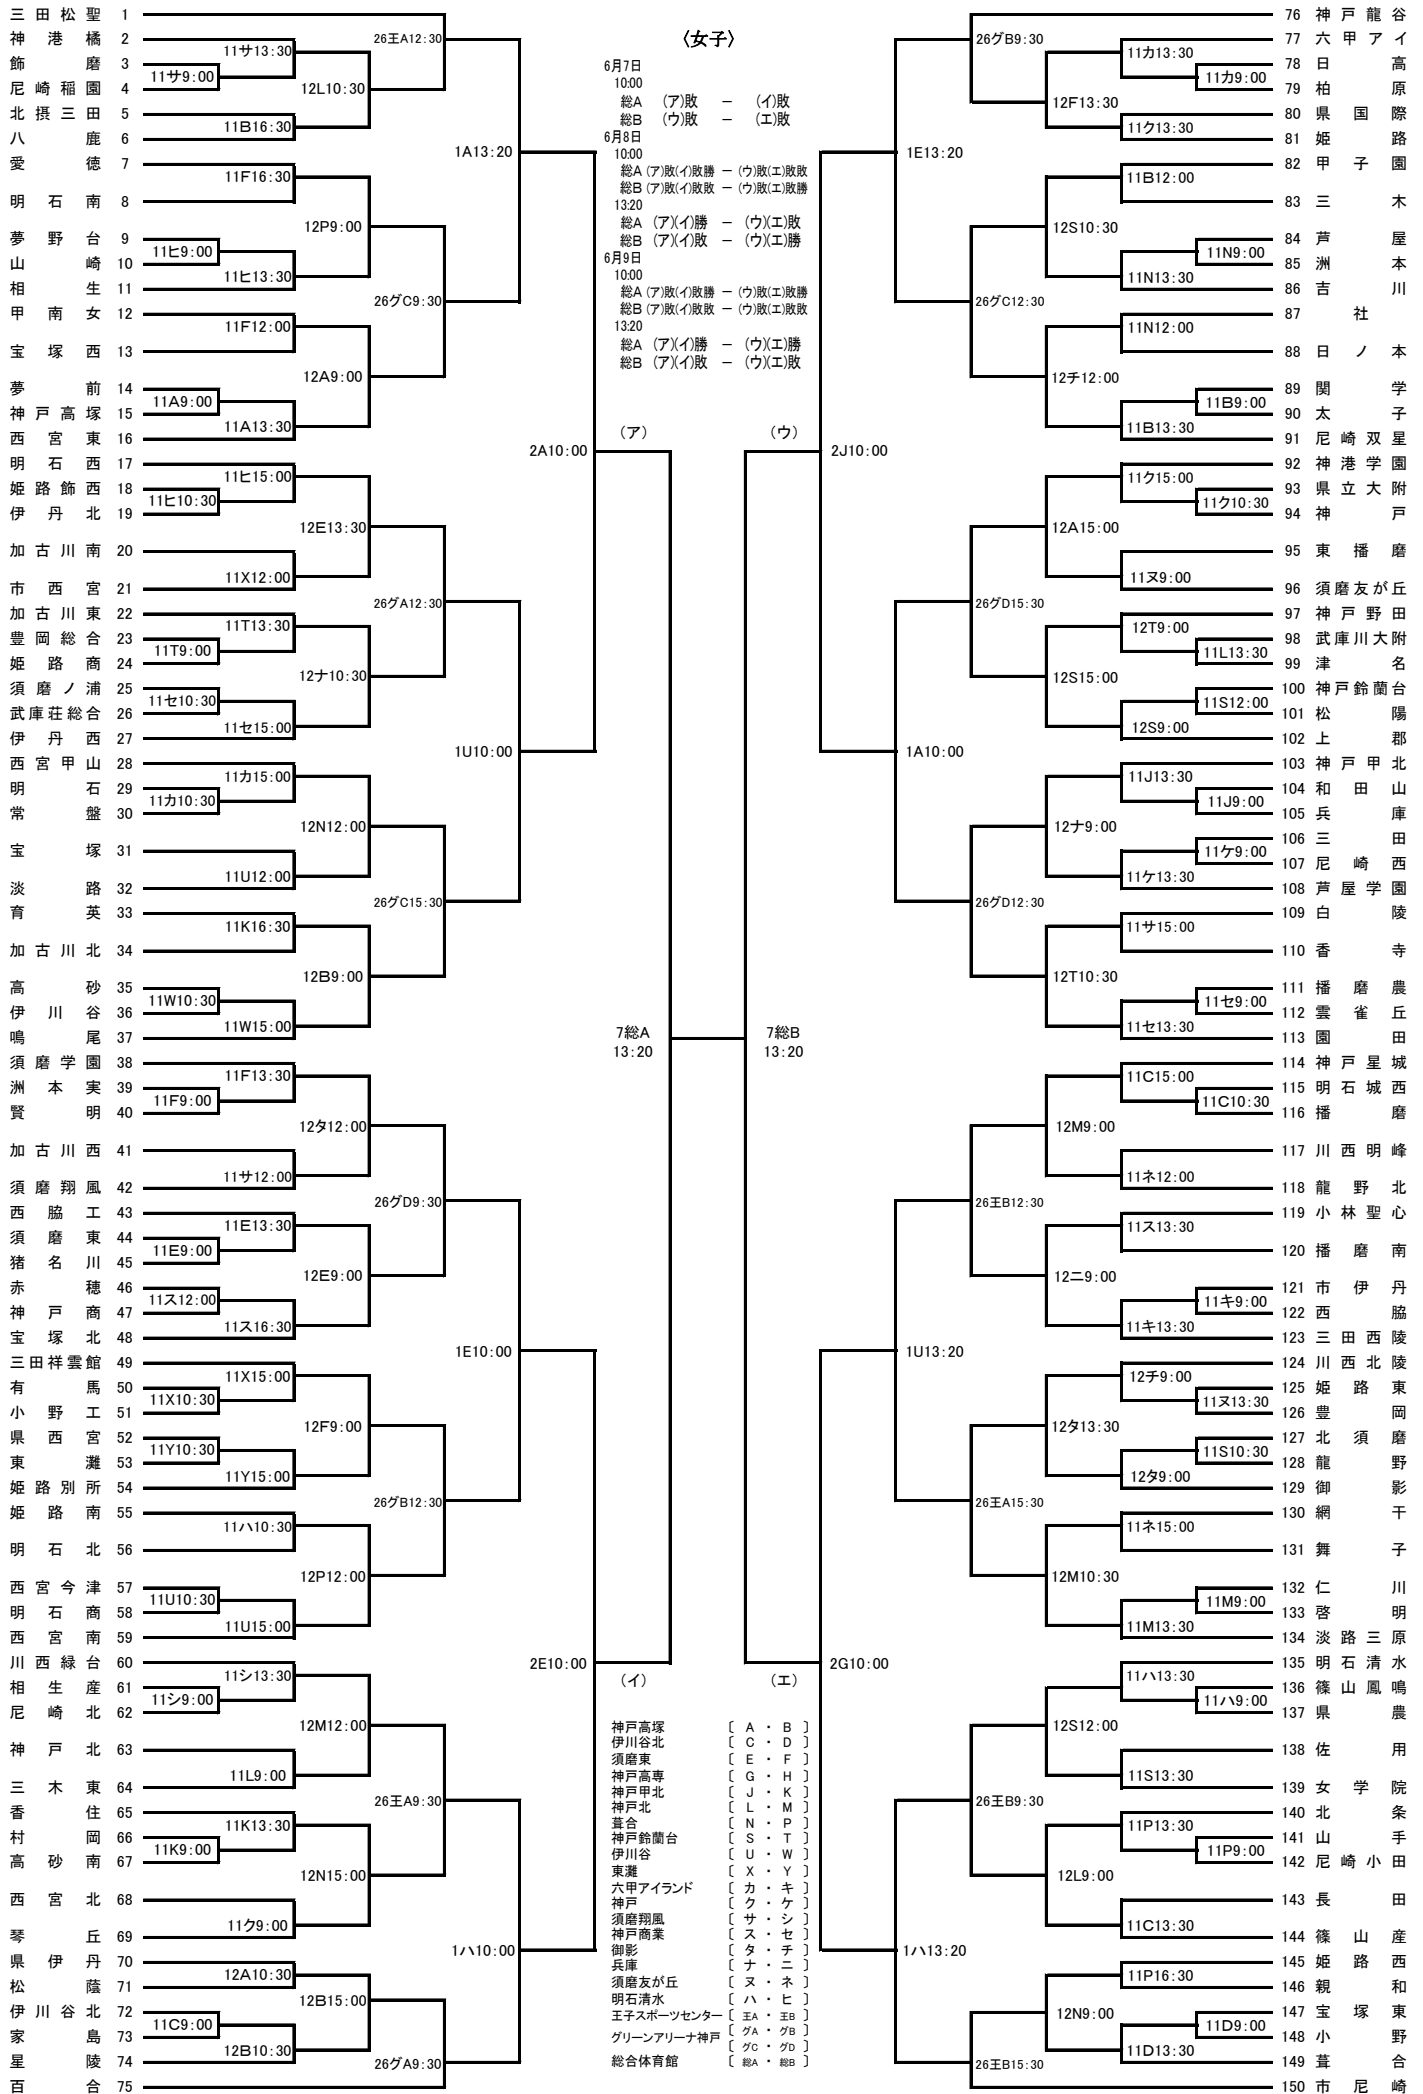 〈女子〉
6月7日
10:00
総A (ア)敗 － (イ)敗
総B (ウ)敗 － (エ)敗
6月8日
10:00
総A (ア)敗(イ)敗勝 － (ウ)敗(エ)敗敗
総B (ア)敗(イ)敗敗 － (ウ)敗(エ)敗勝
13:20
総A (ア)(イ)勝 － (ウ)(エ)敗
総B (ア)(イ)敗 － (ウ)(エ)勝
6月9日
10:00
総A (ア)敗(イ)敗勝 － (ウ)敗(エ)敗勝
総B (ア)敗(イ)敗敗 － (ウ)敗(エ)敗敗
13:20
総A (ア)(イ)勝 － (ウ)(エ)勝
総B (ア)(イ)敗 － (ウ)(エ)敗
三田松聖 1
神港橘 2
飾磨 3
尼崎稲園 4
北摂三田 5
八鹿 6
愛徳 7
明石南 8
夢野台 9
山崎 10
相生 11
甲南女 12
宝塚西 13
夢前 14
神戸高塚 15
西宮東 16
明石西 17
姫路飾西 18
伊丹北 19
加古川南 20
市西宮 21
加古川東 22
豊岡総合 23
姫路商 24
須磨ノ浦 25
武庫荘総合 26
伊丹西 27
西宮甲山 28
明石 29
常盤 30
宝塚 31
淡路 32
育英 33
加古川北 34
高砂 35
伊川谷 36
鳴尾 37
須磨学園 38
洲本実 39
賢明 40
加古川西 41
須磨翔風 42
西脇工 43
須磨東 44
猪名川 45
赤穂 46
神戸商 47
宝塚北 48
三田祥雲館 49
有馬 50
小野工 51
県西宮 52
東灘 53
姫路別所 54
姫路南 55
明石北 56
西宮今津 57
明石商 58
西宮南 59
川西緑台 60
相生産 61
尼崎北 62
神戸北 63
三木東 64
香住 65
村岡 66
高砂南 67
西宮北 68
琴丘 69
県伊丹 70
松蔭 71
伊川谷北 72
家島 73
星陵 74
百合 75
11サ9:00
11ヒ9:00
11A9:00
11ヒ10:30
11T9:00
11セ10:30
11カ10:30
11W10:30
11F9:00
11E9:00
11ス12:00
11X10:30
11Y10:30
11U10:30
11シ9:00
11K9:00
11C9:00
11サ13:30
11B16:30
11F16:30
11ヒ13:30
11F12:00
11A13:30
11ヒ15:00
11X12:00
11T13:30
11セ15:00
11カ15:00
11U12:00
11K16:30
11W15:00
11F13:30
11サ12:00
11E13:30
11ス16:30
11X15:00
11Y15:00
11ハ10:30
11U15:00
11シ13:30
11L9:00
11K13:30
11ク9:00
12A10:30
12B10:30
12L10:30
12P9:00
12A9:00
12E13:30
12ナ10:30
12N12:00
12B9:00
12タ12:00
12E9:00
12F9:00
12P12:00
12M12:00
12N15:00
12B15:00
26王A12:30
26グC9:30
26グA12:30
26グC15:30
26グD9:30
26グB12:30
26王A9:30
26グA9:30
1A13:20
1U10:00
1E10:00
1ハ10:00
2A10:00
2E10:00
(ア)
(イ)
7総A
13:20
7総B
13:20
(ウ)
(エ)
2J10:00
2G10:00
1E13:20
1A10:00
1U13:20
1ハ13:20
26グB9:30
26グC12:30
26グD15:30
26グD12:30
26王B12:30
26王A15:30
26王B9:30
26王B15:30
12F13:30
12S10:30
12チ12:00
12A15:00
12S15:00
12ナ9:00
12T10:30
12M9:00
12ニ9:00
12タ13:30
12M10:30
12S12:00
12L9:00
12N9:00
11カ13:30
11ク13:30
11B12:00
11N13:30
11N12:00
11B13:30
11ク15:00
11ヌ9:00
12T9:00
12S9:00
11J13:30
11ケ13:30
11サ15:00
11セ13:30
11C15:00
11ネ12:00
11ス13:30
11キ13:30
12チ9:00
12タ9:00
11ネ15:00
11M13:30
11ハ13:30
11S13:30
11P13:30
11C13:30
11P16:30
11D13:30
11カ9:00
11N9:00
11B9:00
11ク10:30
11L13:30
11S12:00
11J9:00
11ケ9:00
11セ9:00
11C10:30
11キ9:00
11ヌ13:30
11S10:30
11M9:00
11ハ9:00
11P9:00
11D9:00
76 神戸龍谷
77 六甲アイ
78 日高
79 柏原
80 県国際
81 姫路
82 甲子園
83 三木
84 芦屋
85 洲本
86 吉川
87 社
88 日ノ本
89 関学
90 太子
91 尼崎双星
92 神港学園
93 県立大附
94 神戸
95 東播磨
96 須磨友が丘
97 神戸野田
98 武庫川大附
99 津名
100 神戸鈴蘭台
101 松陽
102 上郡
103 神戸甲北
104 和田山
105 兵庫
106 三田
107 尼崎西
108 芦屋学園
109 白陵
110 香寺
111 播磨農
112 雲雀丘
113 園田
114 神戸星城
115 明石城西
116 播磨
117 川西明峰
118 龍野北
119 小林聖心
120 播磨南
121 市伊丹
122 西脇
123 三田西陵
124 川西北陵
125 姫路東
126 豊岡
127 北須磨
128 龍野
129 御影
130 網干
131 舞子
132 仁川
133 啓明
134 淡路三原
135 明石清水
136 篠山鳳鳴
137 県農
138 佐用
139 女学院
140 北条
141 山手
142 尼崎小田
143 長田
144 篠山産
145 姫路西
146 親和
147 宝塚東
148 小野
149 葺合
150 市尼崎
神戸高塚 〔 A ・ B 〕
伊川谷北 〔 C ・ D 〕
須磨東 〔 E ・ F 〕
神戸高専 〔 G ・ H 〕
神戸甲北 〔 J ・ K 〕
神戸北 〔 L ・ M 〕
葺合 〔 N ・ P 〕
神戸鈴蘭台 〔 S ・ T 〕
伊川谷 〔 U ・ W 〕
東灘 〔 X ・ Y 〕
六甲アイランド 〔 カ ・ キ 〕
神戸 〔 ク ・ ケ 〕
須磨翔風 〔 サ ・ シ 〕
神戸商業 〔 ス ・ セ 〕
御影 〔 タ ・ チ 〕
兵庫 〔 ナ ・ ニ 〕
須磨友が丘 〔 ヌ ・ ネ 〕
明石清水 〔 ハ ・ ヒ 〕
王子スポーツセンター 〔 王A ・ 王B 〕
グリーンアリーナ神戸 〔 グA ・ グB 〕
〔 グC ・ グD 〕
総合体育館 〔 総A ・ 総B 〕